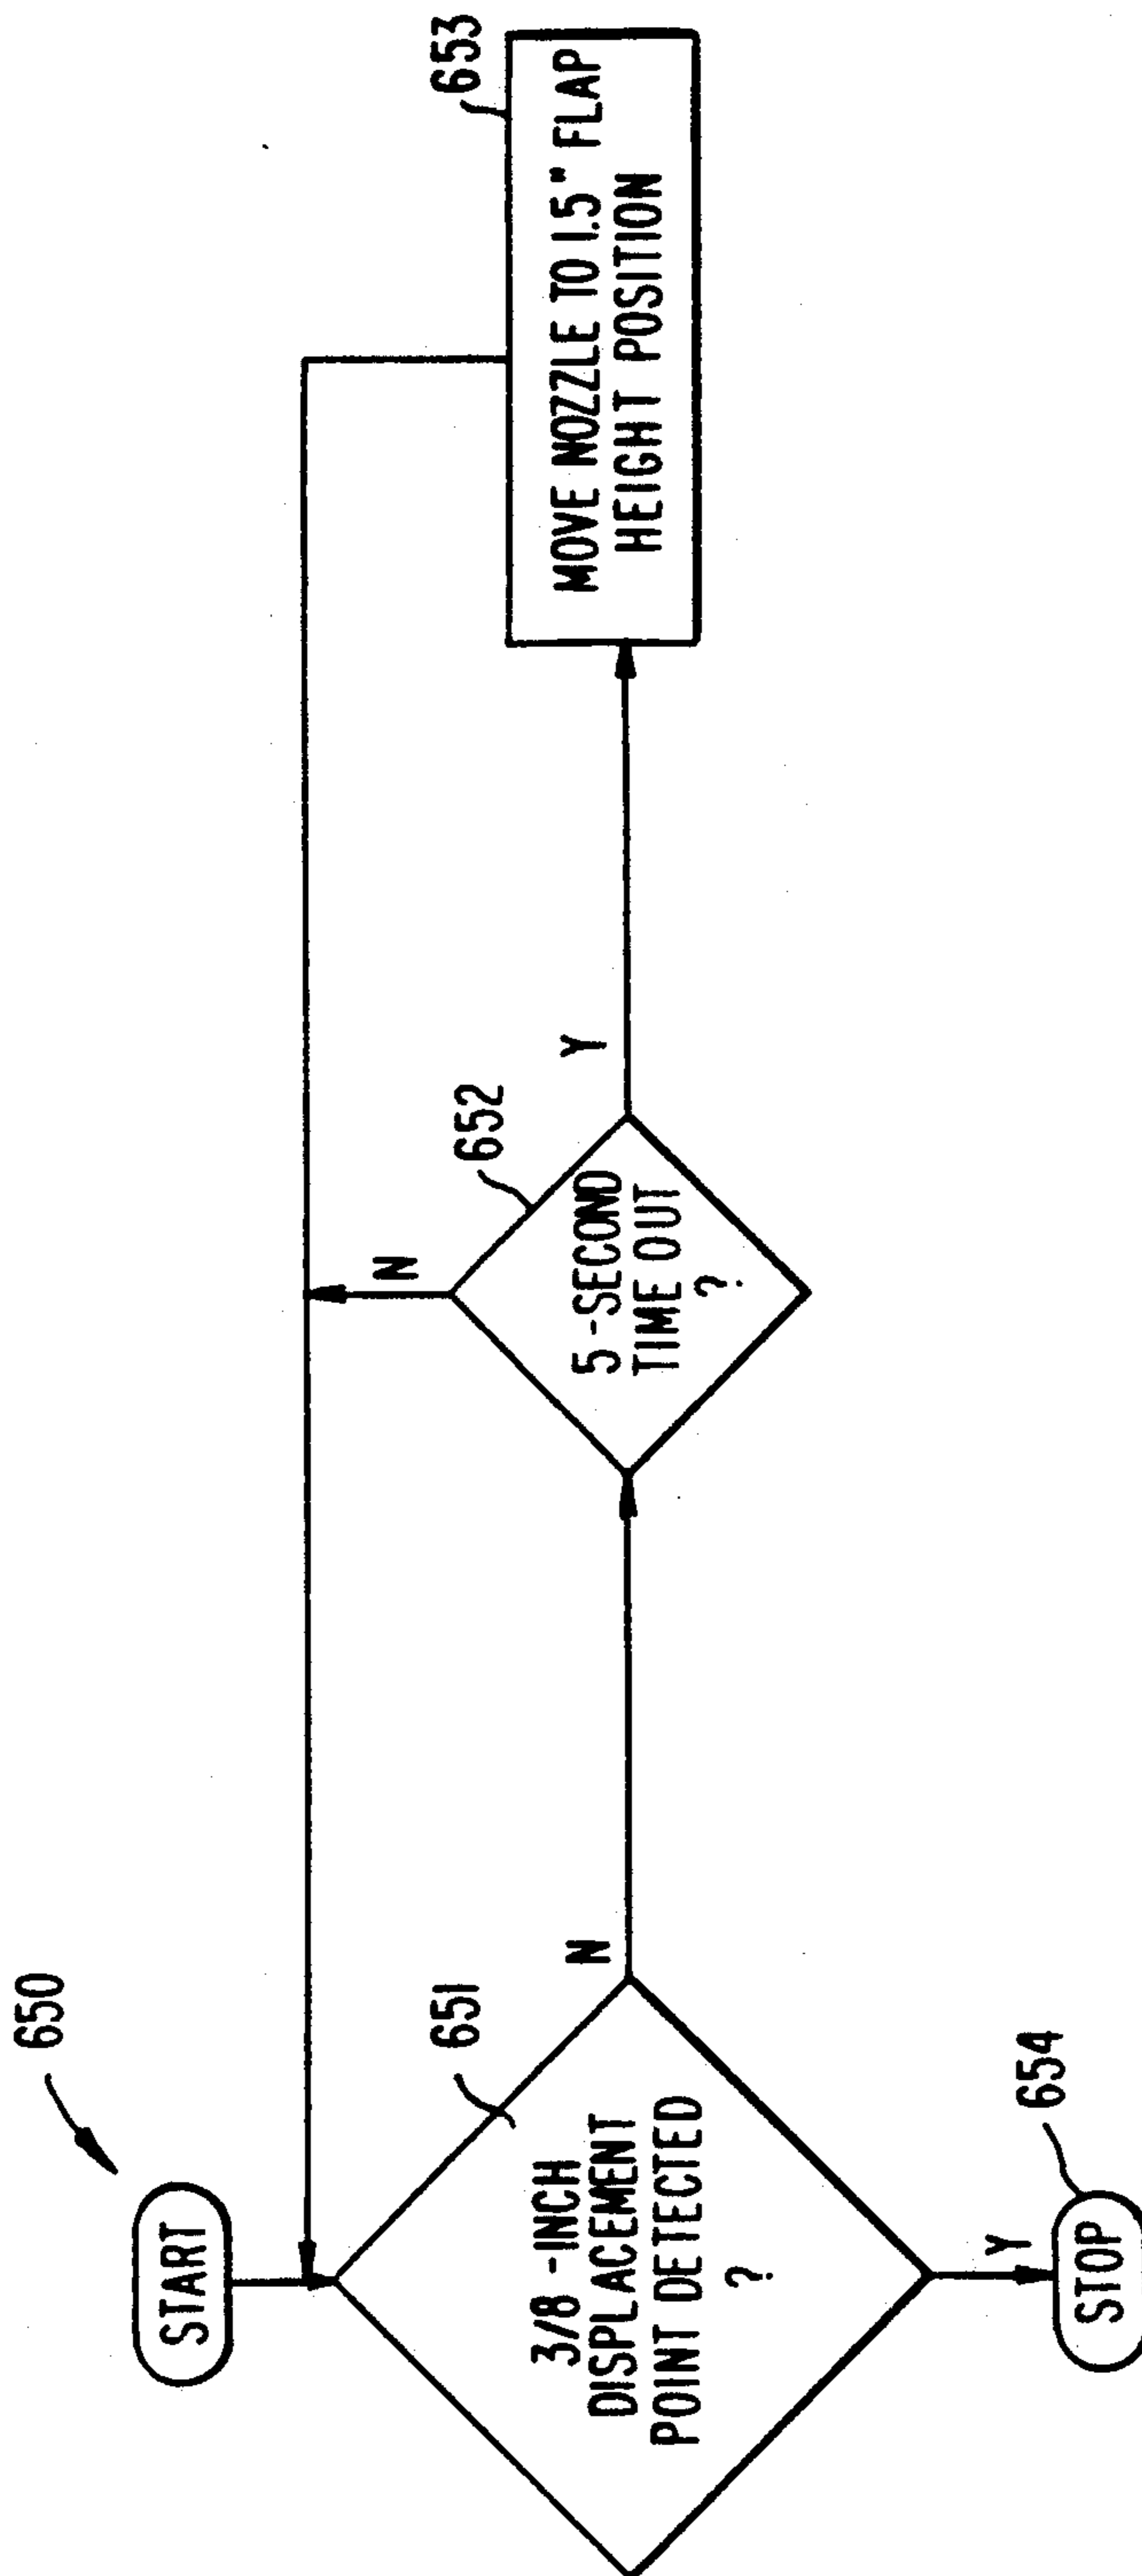 650
START
651
3/8 -INCH
DISPLACEMENT
POINT DETECTED
?
N
Y
654
STOP
652
5 -SECOND
TIME OUT
?
N
Y
653
MOVE NOZZLE TO 1.5" FLAP
HEIGHT POSITION